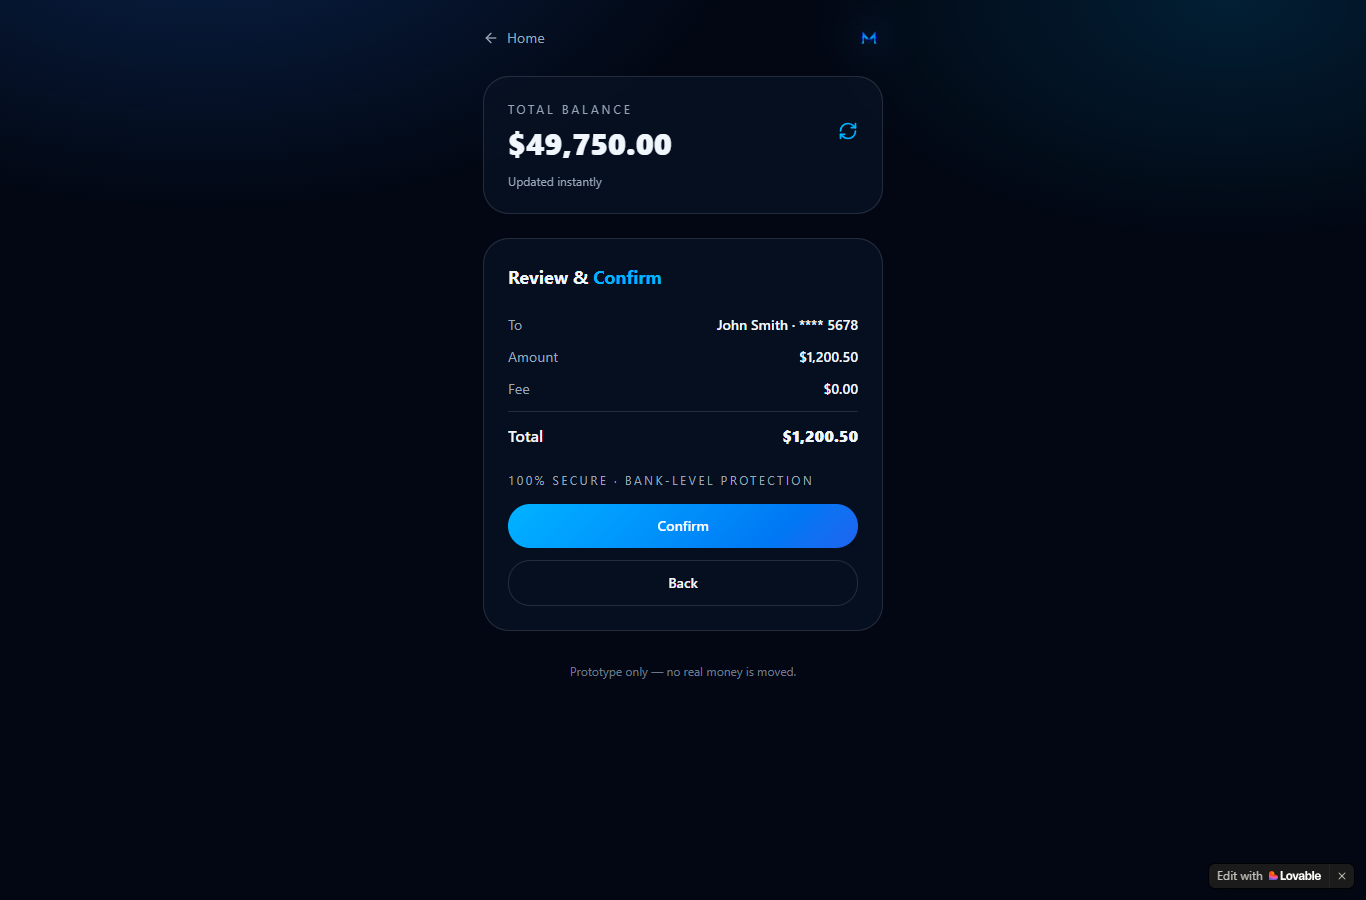 Home
TOTAL BALANCE
$49,750.00
Updated instantly
Review & Confirm
To John Smith · **** 5678
Amount $1,200.50
Fee $0.00
Total $1,200.50
100% SECURE · BANK-LEVEL PROTECTION
Confirm
Back
Prototype only — no real money is moved.
Edit with Lovable